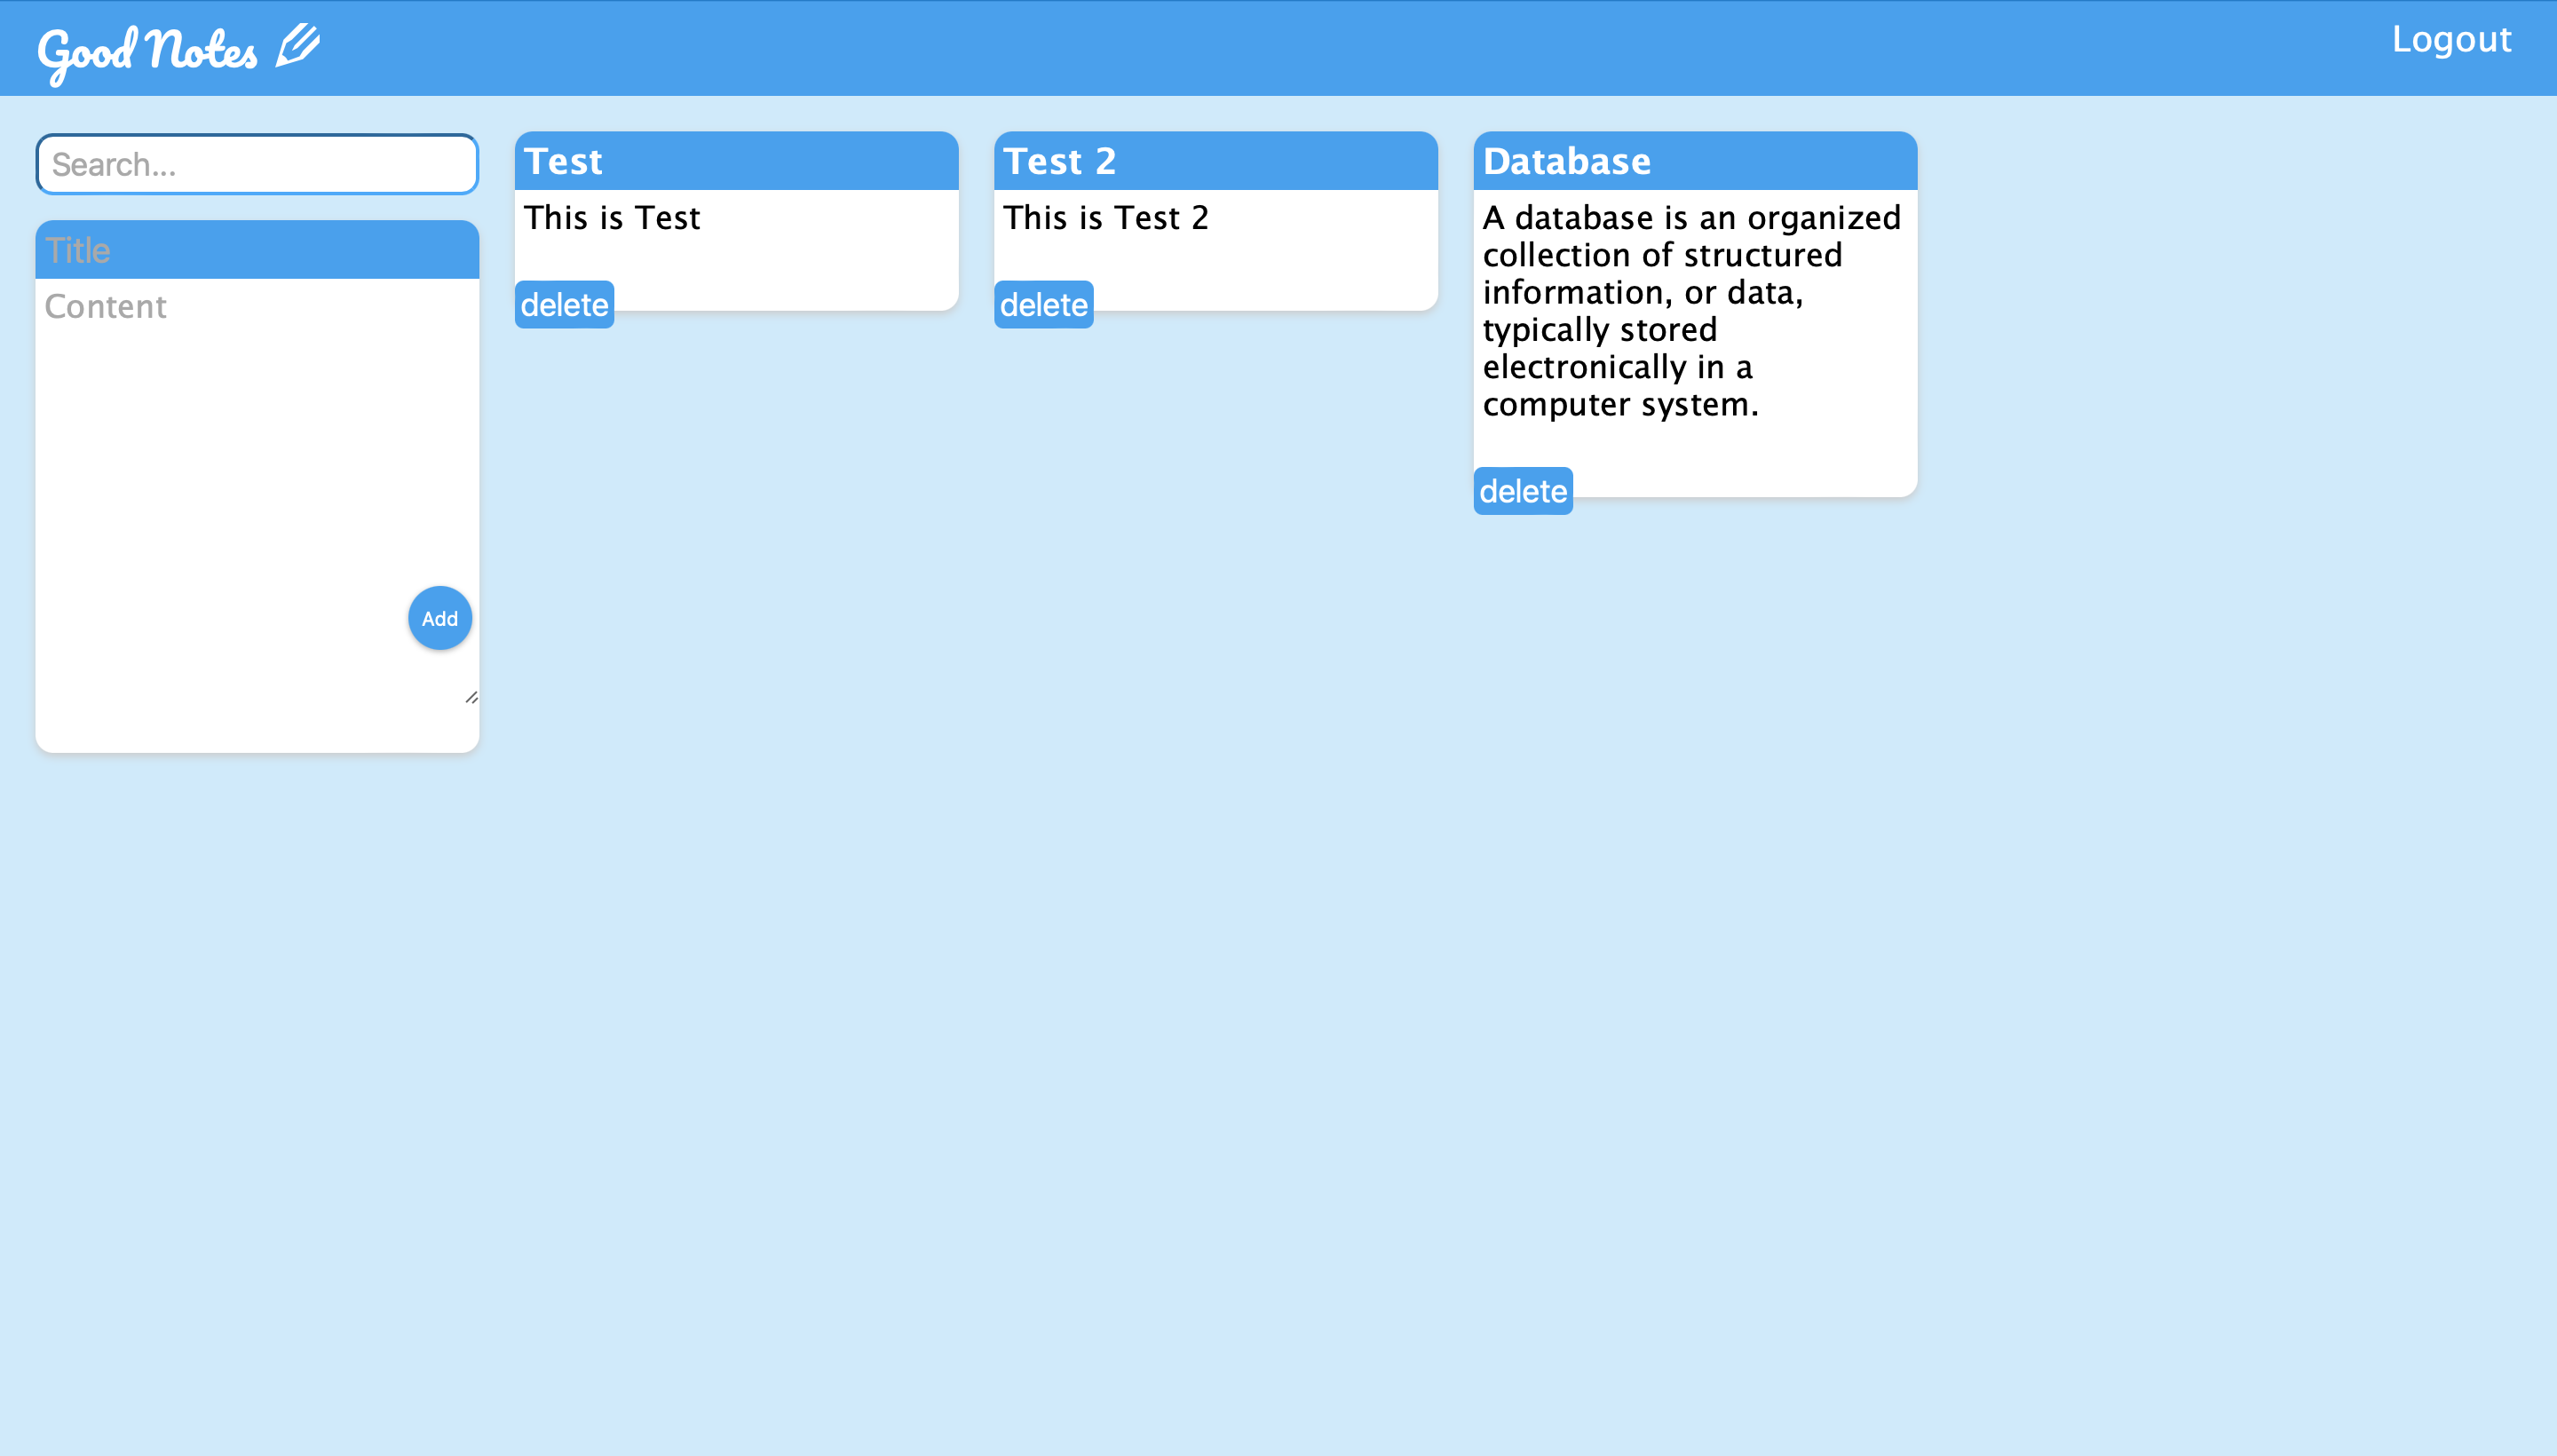 Good Notes
Logout
Search...
Title
Content
Add
Test
This is Test
delete
Test 2
This is Test 2
delete
Database
A database is an organized
collection of structured
information, or data,
typically stored
electronically in a
computer system.
delete